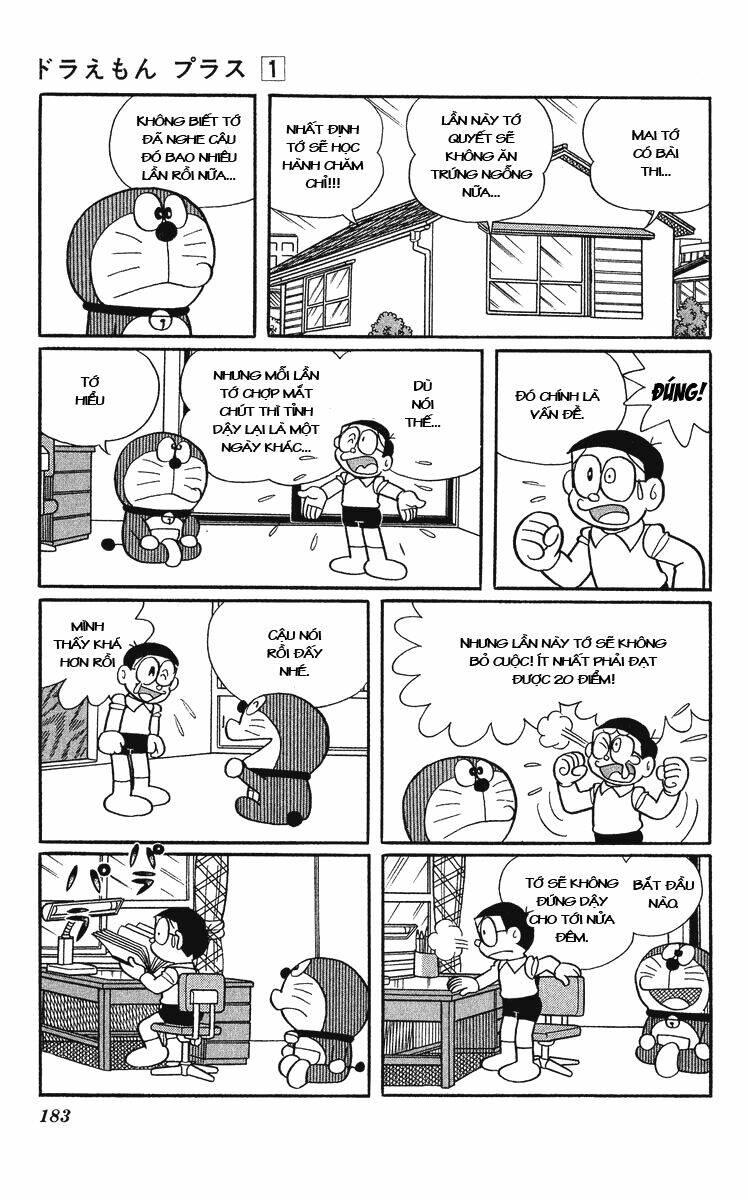 ドラえもん プラス 1
MAI TỚ
CÓ BÀI
THI...
LẦN NÀY TỚ
QUYẾT SẼ
KHÔNG ĂN
TRỨNG NGỖNG
NỮA...
NHẤT ĐỊNH
TỚ SẼ HỌC
HÀNH CHĂM
CHỈ!!!
KHÔNG BIẾT TỚ
ĐÃ NGHE CÂU
ĐÓ BAO NHIÊU
LẦN RỒI NỮA...
ĐÚNG!
ĐÓ CHÍNH LÀ
VẤN ĐỀ.
DÙ
NÓI
THẾ...
NHƯNG MỖI LẦN
TỚ CHỢP MẮT
CHÚT THÌ TỈNH
DẬY LẠI LÀ MỘT
NGÀY KHÁC...
TỚ
HIỂU
NHƯNG LẦN NÀY TỚ SẼ KHÔNG
BỎ CUỘC! ÍT NHẤT PHẢI ĐẠT
ĐƯỢC 20 ĐIỂM!
CẬU NÓI
RỒI ĐẤY
NHÉ.
MÌNH
THẤY KHÁ
HƠN RỒI
BẮT ĐẦU
NÀO.
TỚ SẼ KHÔNG
ĐỨNG DẬY
CHO TỚI NỬA
ĐÊM.
パラパラ
183